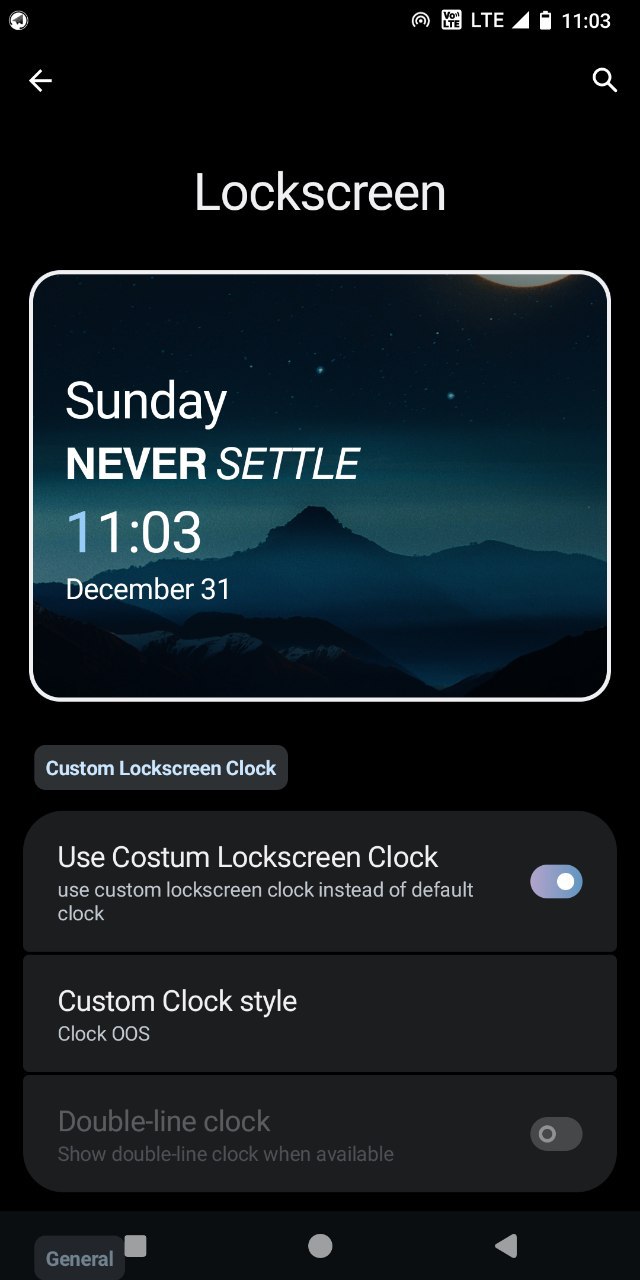 Vo)) LTE LTE 11:03
Lockscreen
Sunday
NEVER SETTLE
11:03
December 31
Custom Lockscreen Clock
Use Costum Lockscreen Clock
use custom lockscreen clock instead of default
clock
Custom Clock style
Clock OOS
Double-line clock
Show double-line clock when available
General